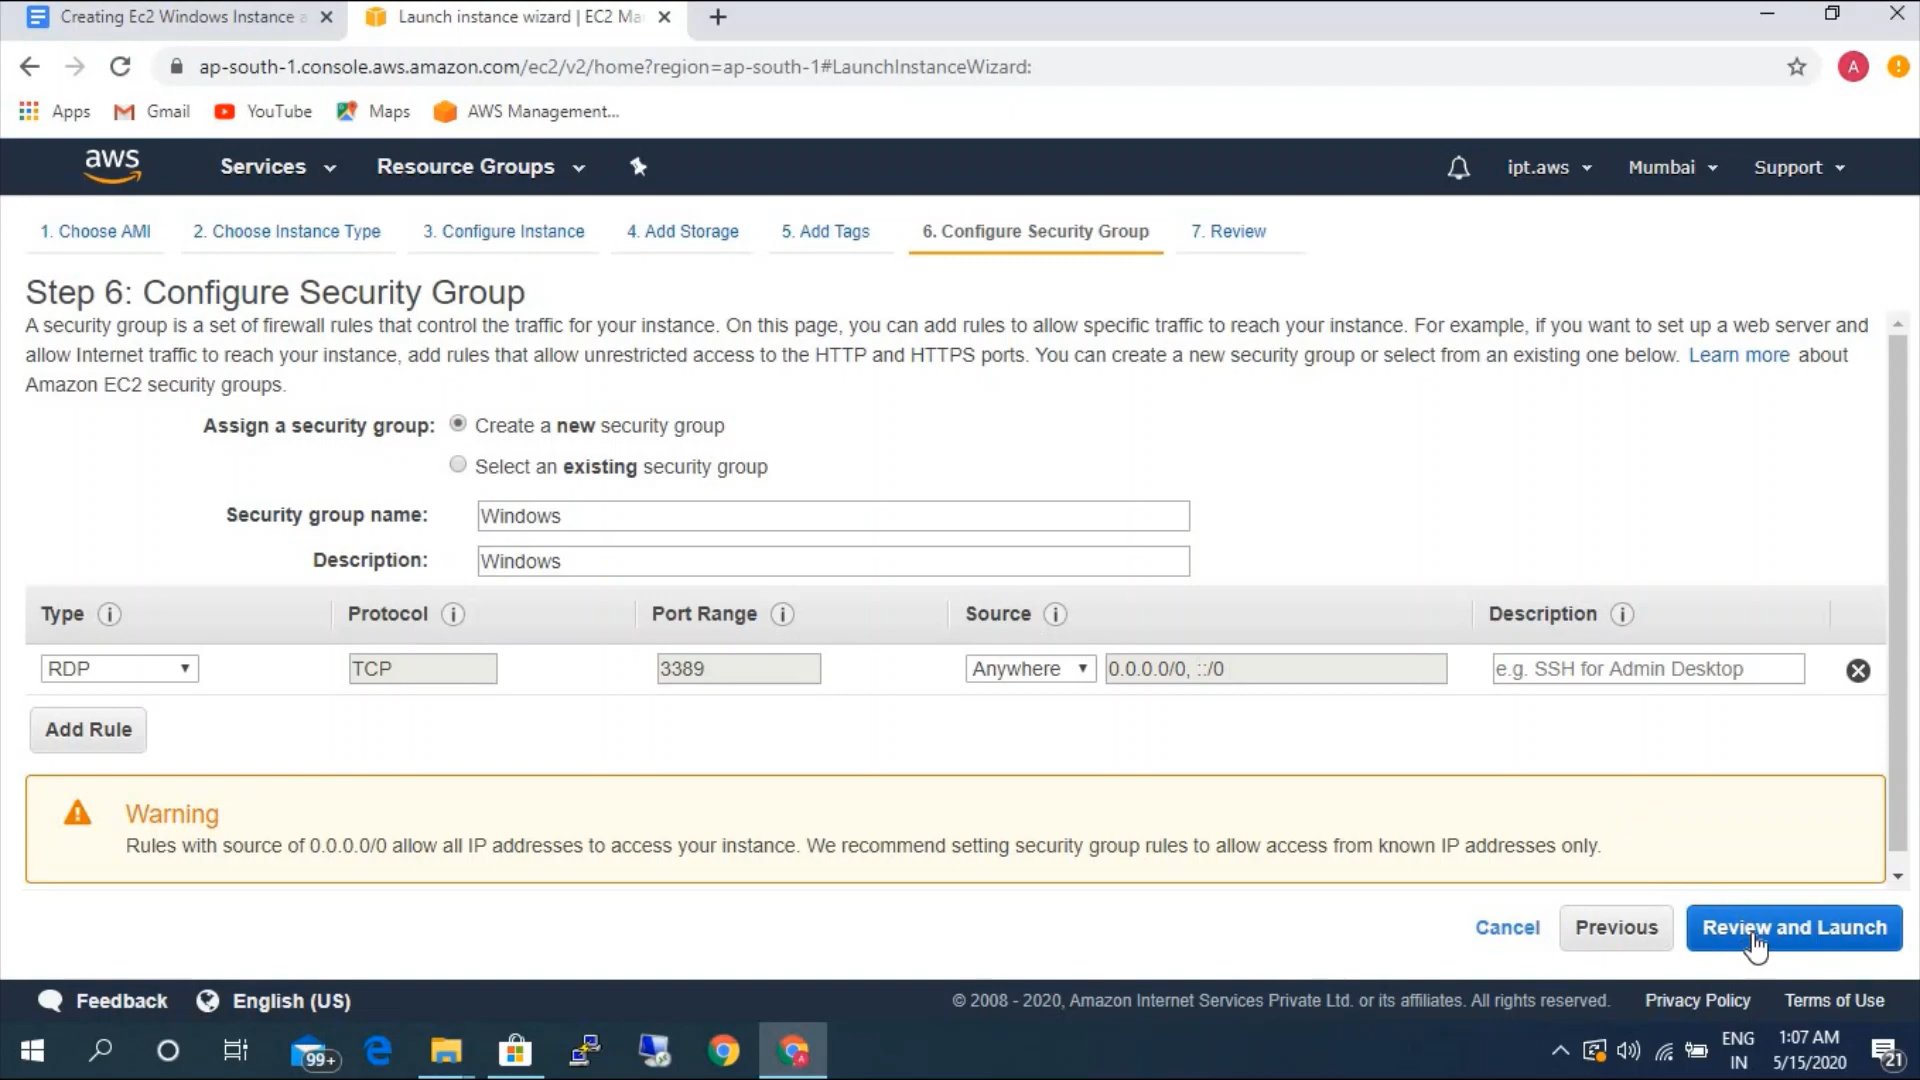 Creating Ec2 Windows Instance a
Launch instance wizard | EC2 Ma
ap-south-1.console.aws.amazon.com/ec2/v2/home?region=ap-south-1#LaunchInstanceWizard:
A
Apps
Gmail
YouTube
Maps
AWS Management...
aws
Services
Resource Groups
ipt.aws
Mumbai
Support
1. Choose AMI
2. Choose Instance Type
3. Configure Instance
4. Add Storage
5. Add Tags
6. Configure Security Group
7. Review
Step 6: Configure Security Group
A security group is a set of firewall rules that control the traffic for your instance. On this page, you can add rules to allow specific traffic to reach your instance. For example, if you want to set up a web server and
allow Internet traffic to reach your instance, add rules that allow unrestricted access to the HTTP and HTTPS ports. You can create a new security group or select from an existing one below. Learn more about
Amazon EC2 security groups.
Assign a security group:
Create a new security group
Select an existing security group
Security group name:
Windows
Description:
Windows
Type i
Protocol i
Port Range i
Source i
Description i
RDP
TCP
3389
Anywhere
0.0.0.0/0, ::/0
e.g. SSH for Admin Desktop
Add Rule
Warning
Rules with source of 0.0.0.0/0 allow all IP addresses to access your instance. We recommend setting security group rules to allow access from known IP addresses only.
Cancel
Previous
Review and Launch
Feedback
English (US)
© 2008 - 2020, Amazon Internet Services Private Ltd. or its affiliates. All rights reserved.
Privacy Policy
Terms of Use
99+
ENG
IN
1:07 AM
5/15/2020
21